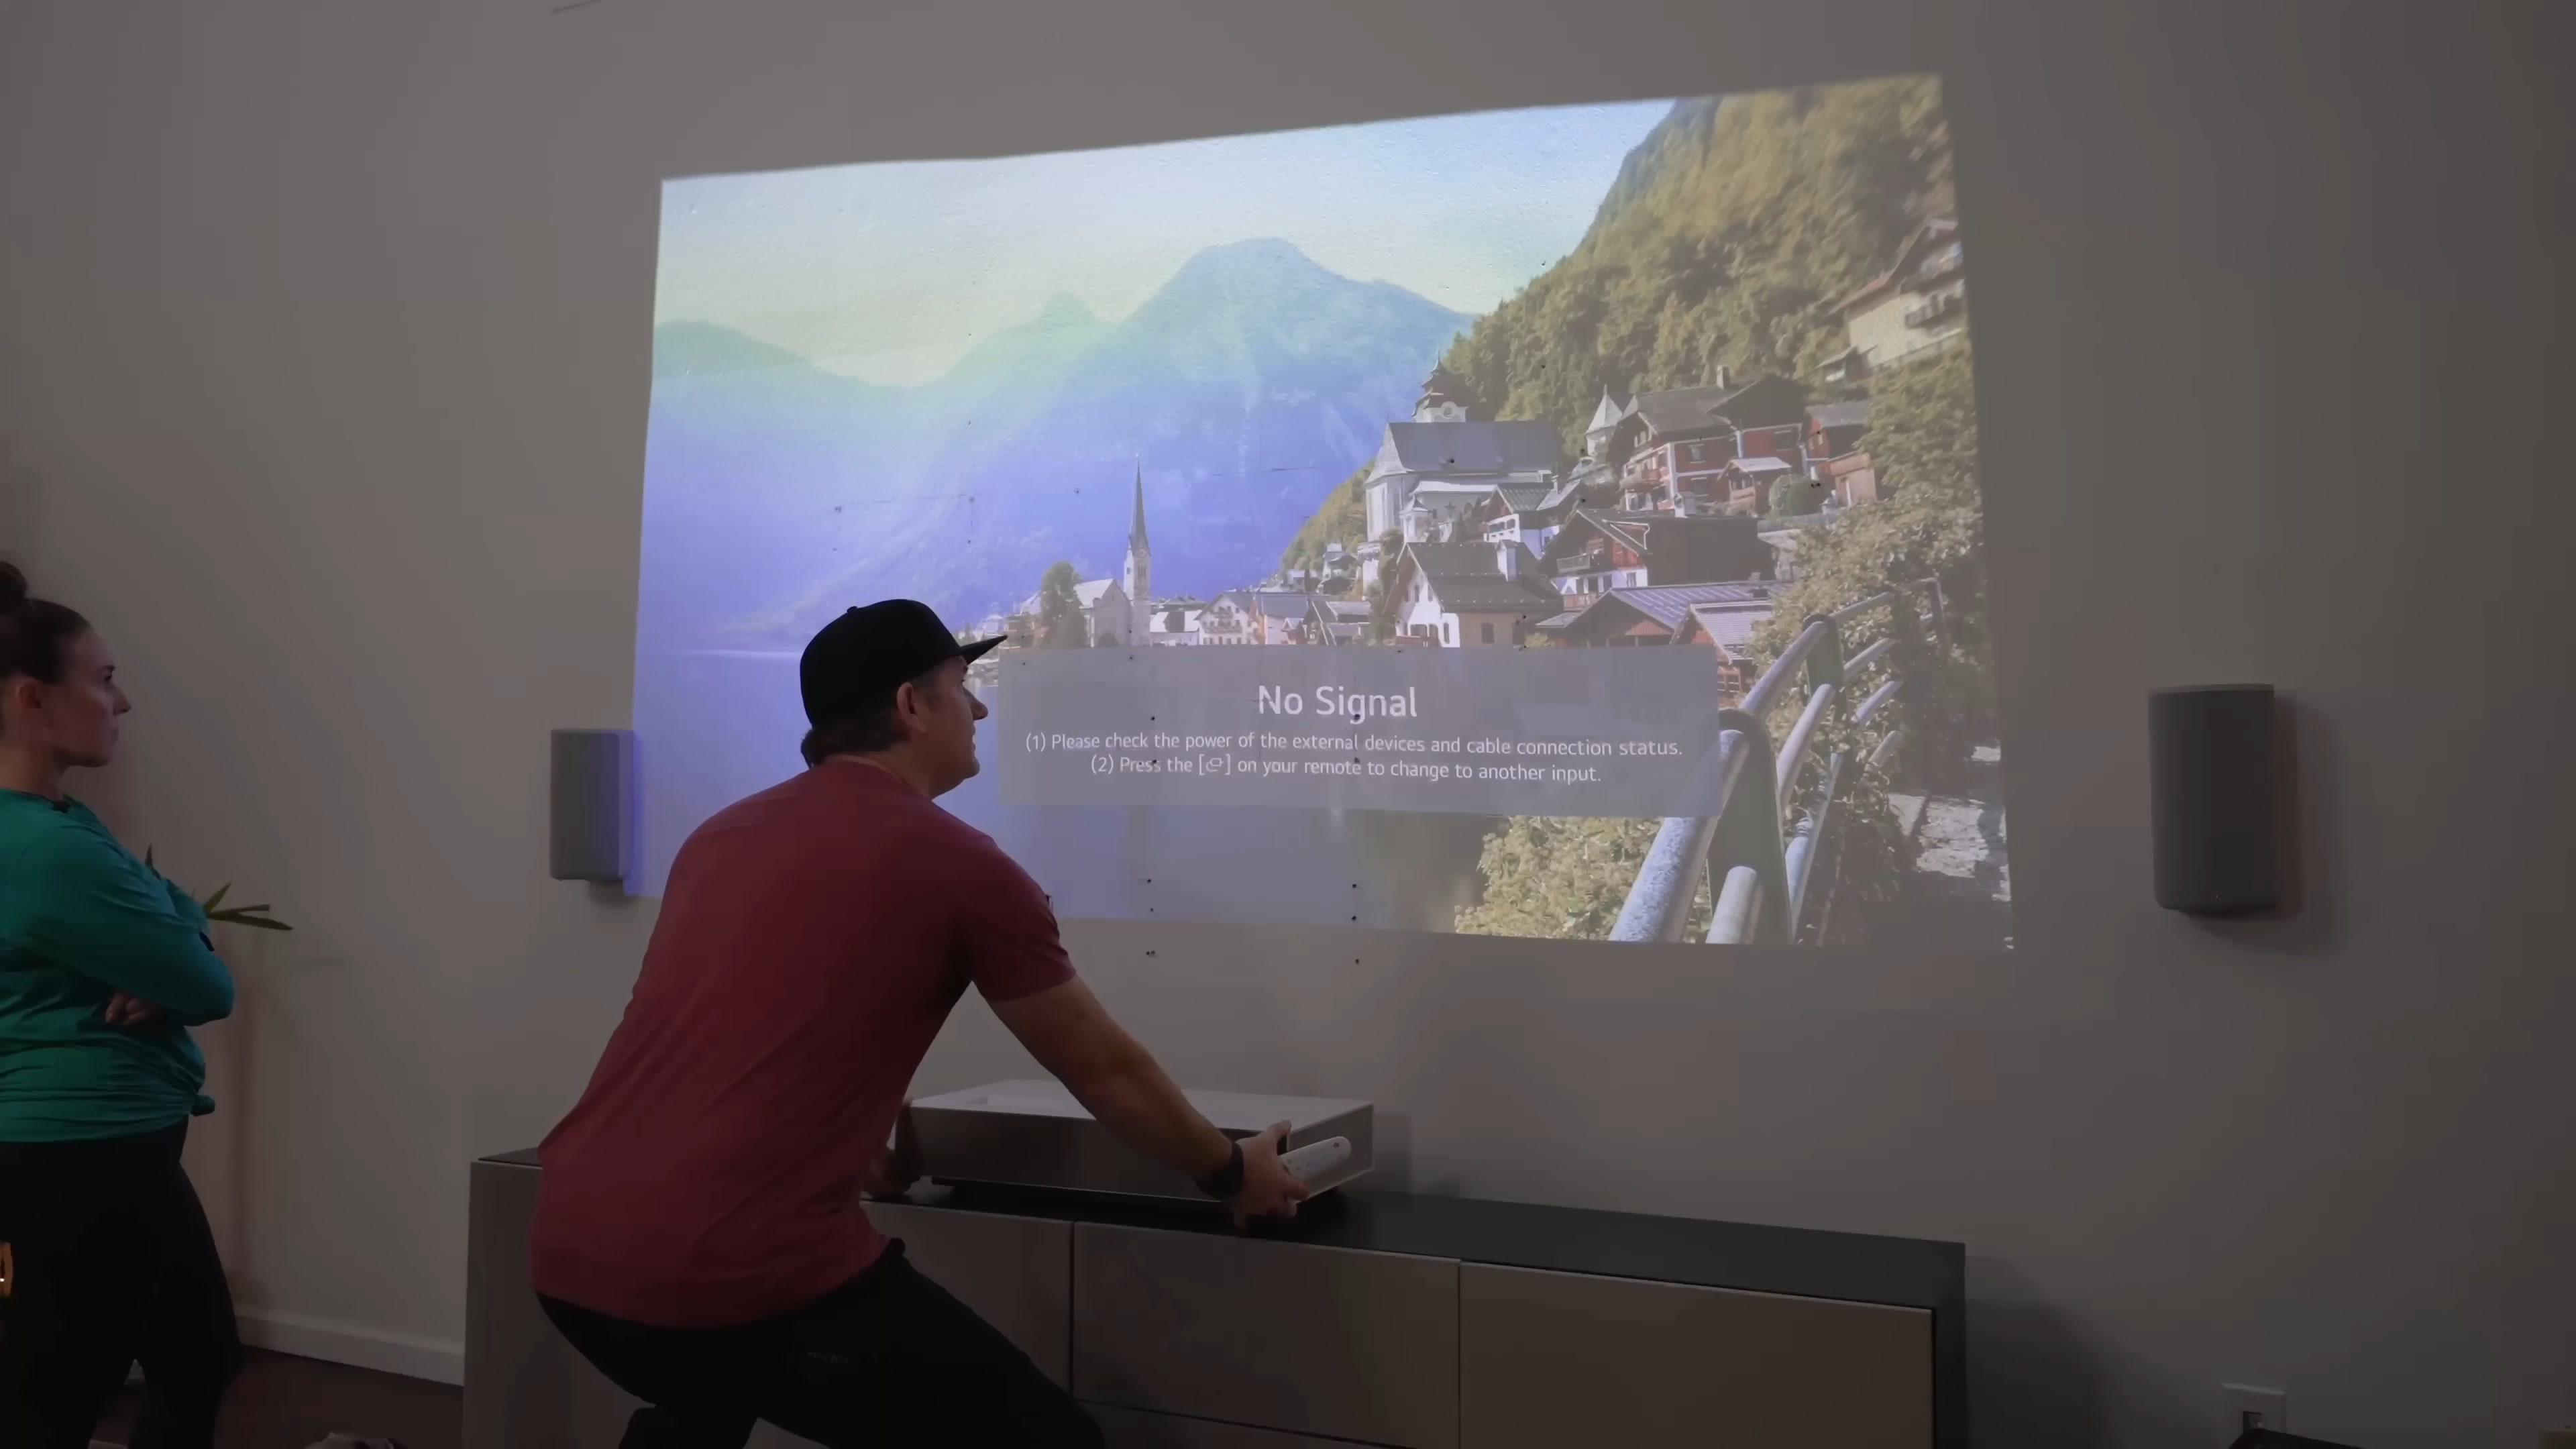 No Signal
(1) Please check the power of the external devices and cable connection status.
(2) Press the [⮔] on your remote to change to another input.